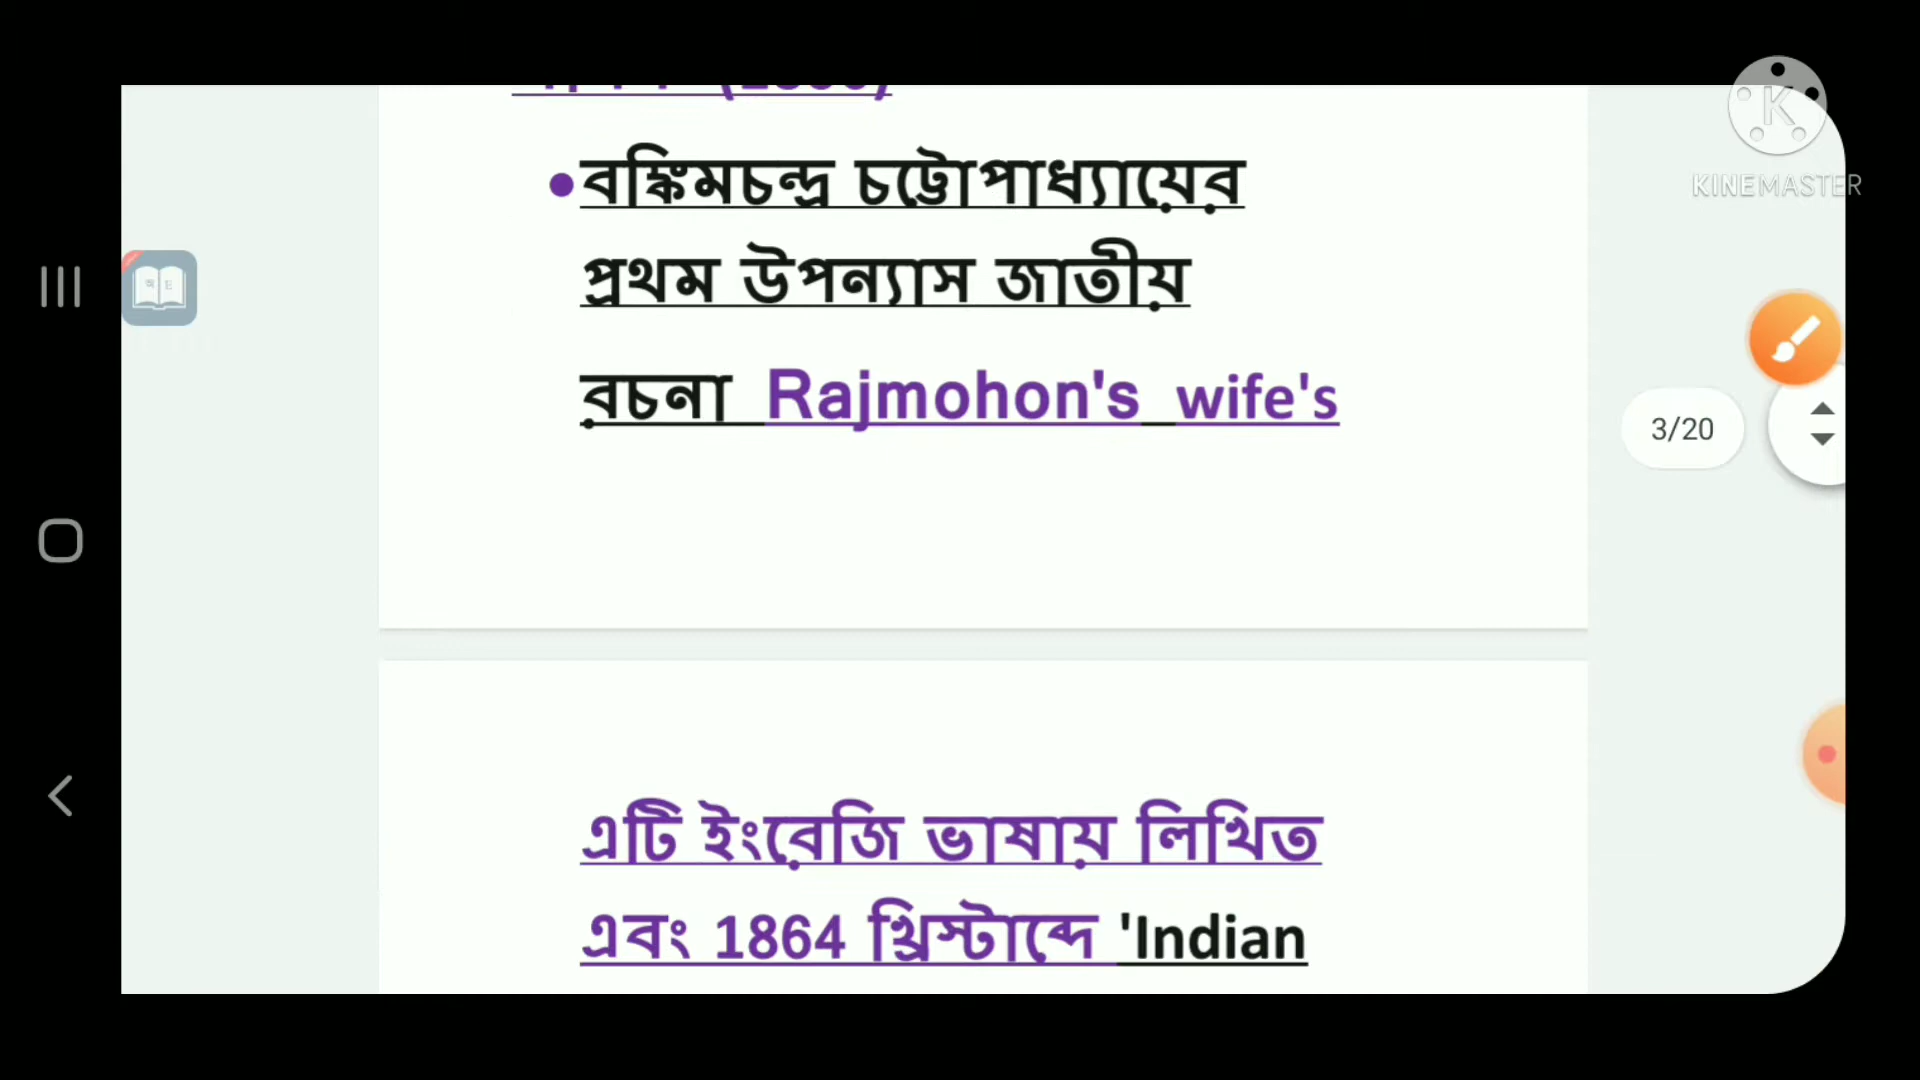 •বঙ্কিমচন্দ্র চট্টোপাধ্যায়ের
প্রথম উপন্যাস জাতীয়
রচনা Rajmohon's wife's
এটি ইংরেজি ভাষায় লিখিত
এবং 1864 খ্রিস্টাব্দে 'Indian
3/20
K
KINEMASTER